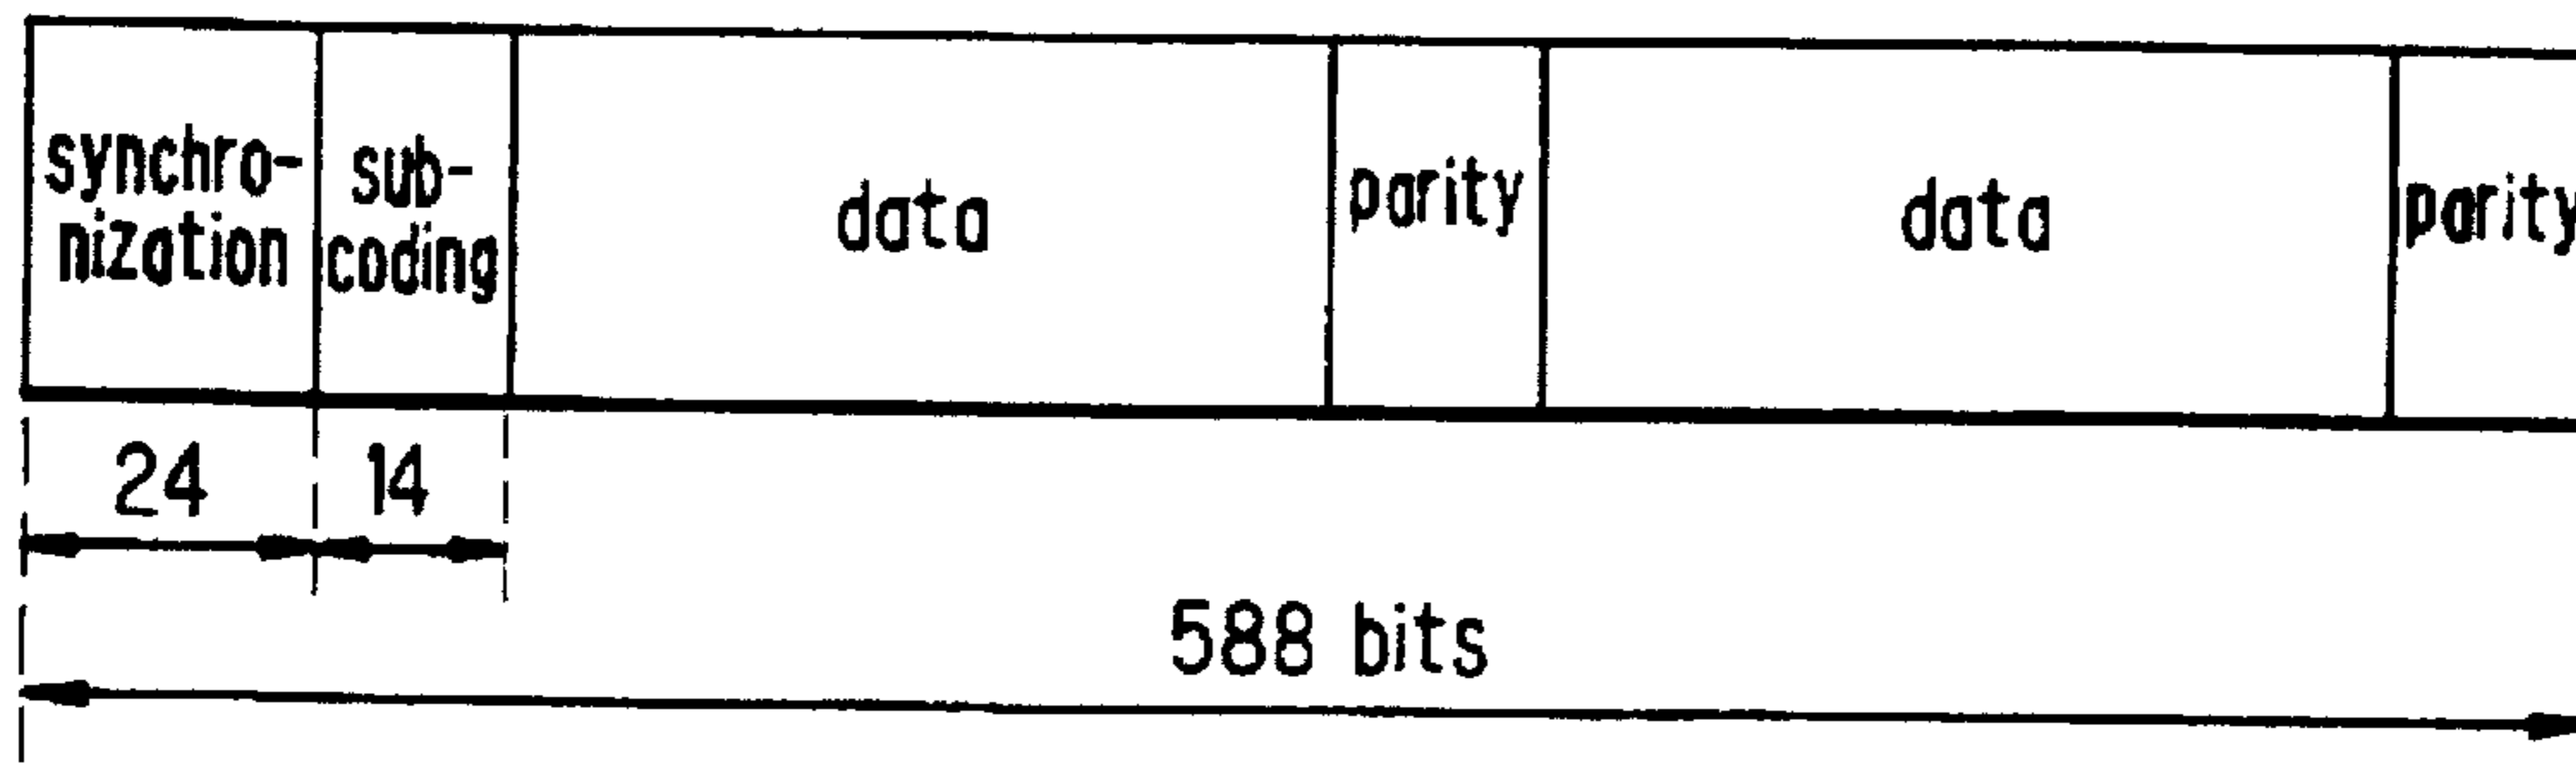 synchro-
nization
sub-
coding
data
parity
data
parity
24
14
588 bits